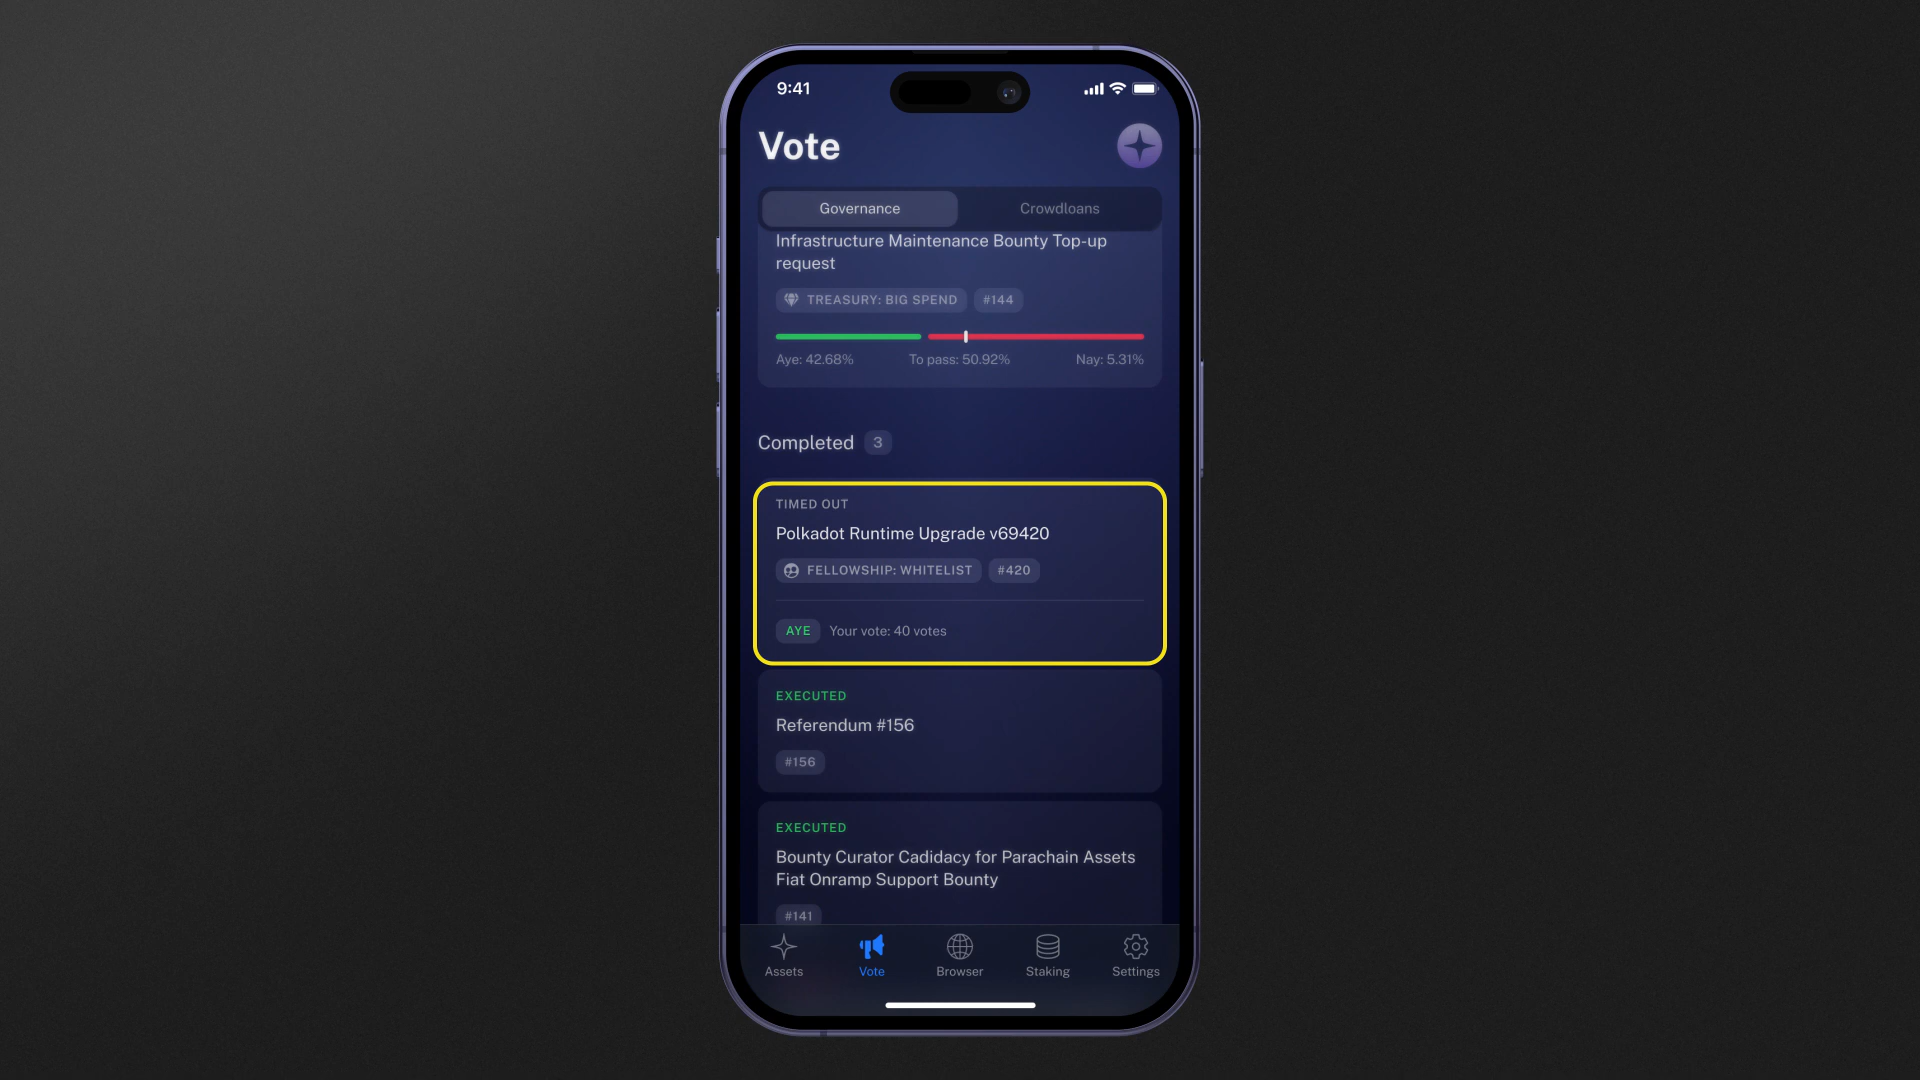 9:41
Vote
Governance
Crowdloans
Infrastructure Maintenance Bounty Top-up
request
TREASURY: BIG SPEND
#144
Aye: 42.68%
To pass: 50.92%
Nay: 5.31%
Completed
3
TIMED OUT
Polkadot Runtime Upgrade v69420
FELLOWSHIP: WHITELIST
#420
AYE
Your vote: 40 votes
EXECUTED
Referendum #156
#156
EXECUTED
Bounty Curator Cadidacy for Parachain Assets
Fiat Onramp Support Bounty
#141
Assets
Vote
Browser
Staking
Settings